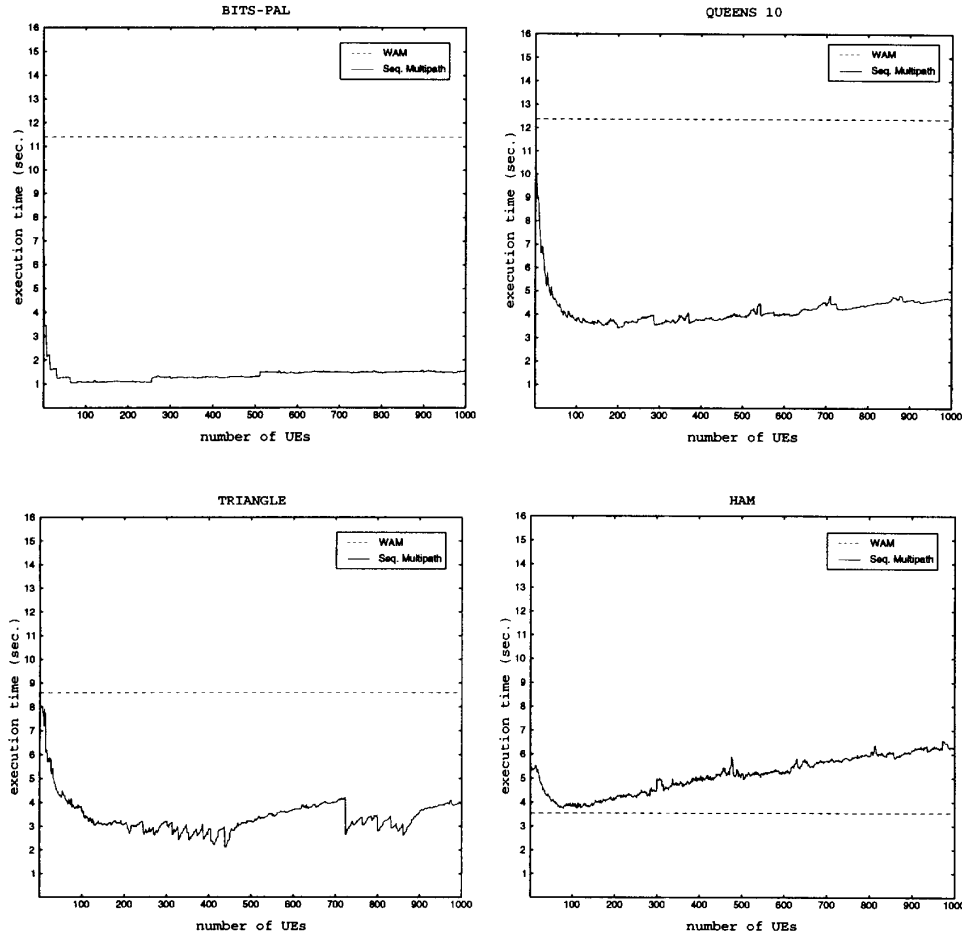 BITS-PAL
16
15
14
13
12
11
10
9
8
7
6
5
4
3
2
1
execution time (sec.)
WAM
Seq. Multipath
100 200 300 400 500 600 700 800 900 1000
number of UEs
QUEENS 10
16
15
14
13
12
11
10
9
8
7
6
5
4
3
2
1
execution time (sec.)
WAM
Seq. Multipath
100 200 300 400 500 600 700 800 900 1000
number of UEs
TRIANGLE
16
15
14
13
12
11
10
9
8
7
6
5
4
3
2
1
execution time (sec.)
WAM
Seq. Multipath
100 200 300 400 500 600 700 800 900 1000
number of UEs
HAM
16
15
14
13
12
11
10
9
8
7
6
5
4
3
2
1
execution time (sec.)
WAM
Seq. Multipath
100 200 300 400 500 600 700 800 900 1000
number of UEs